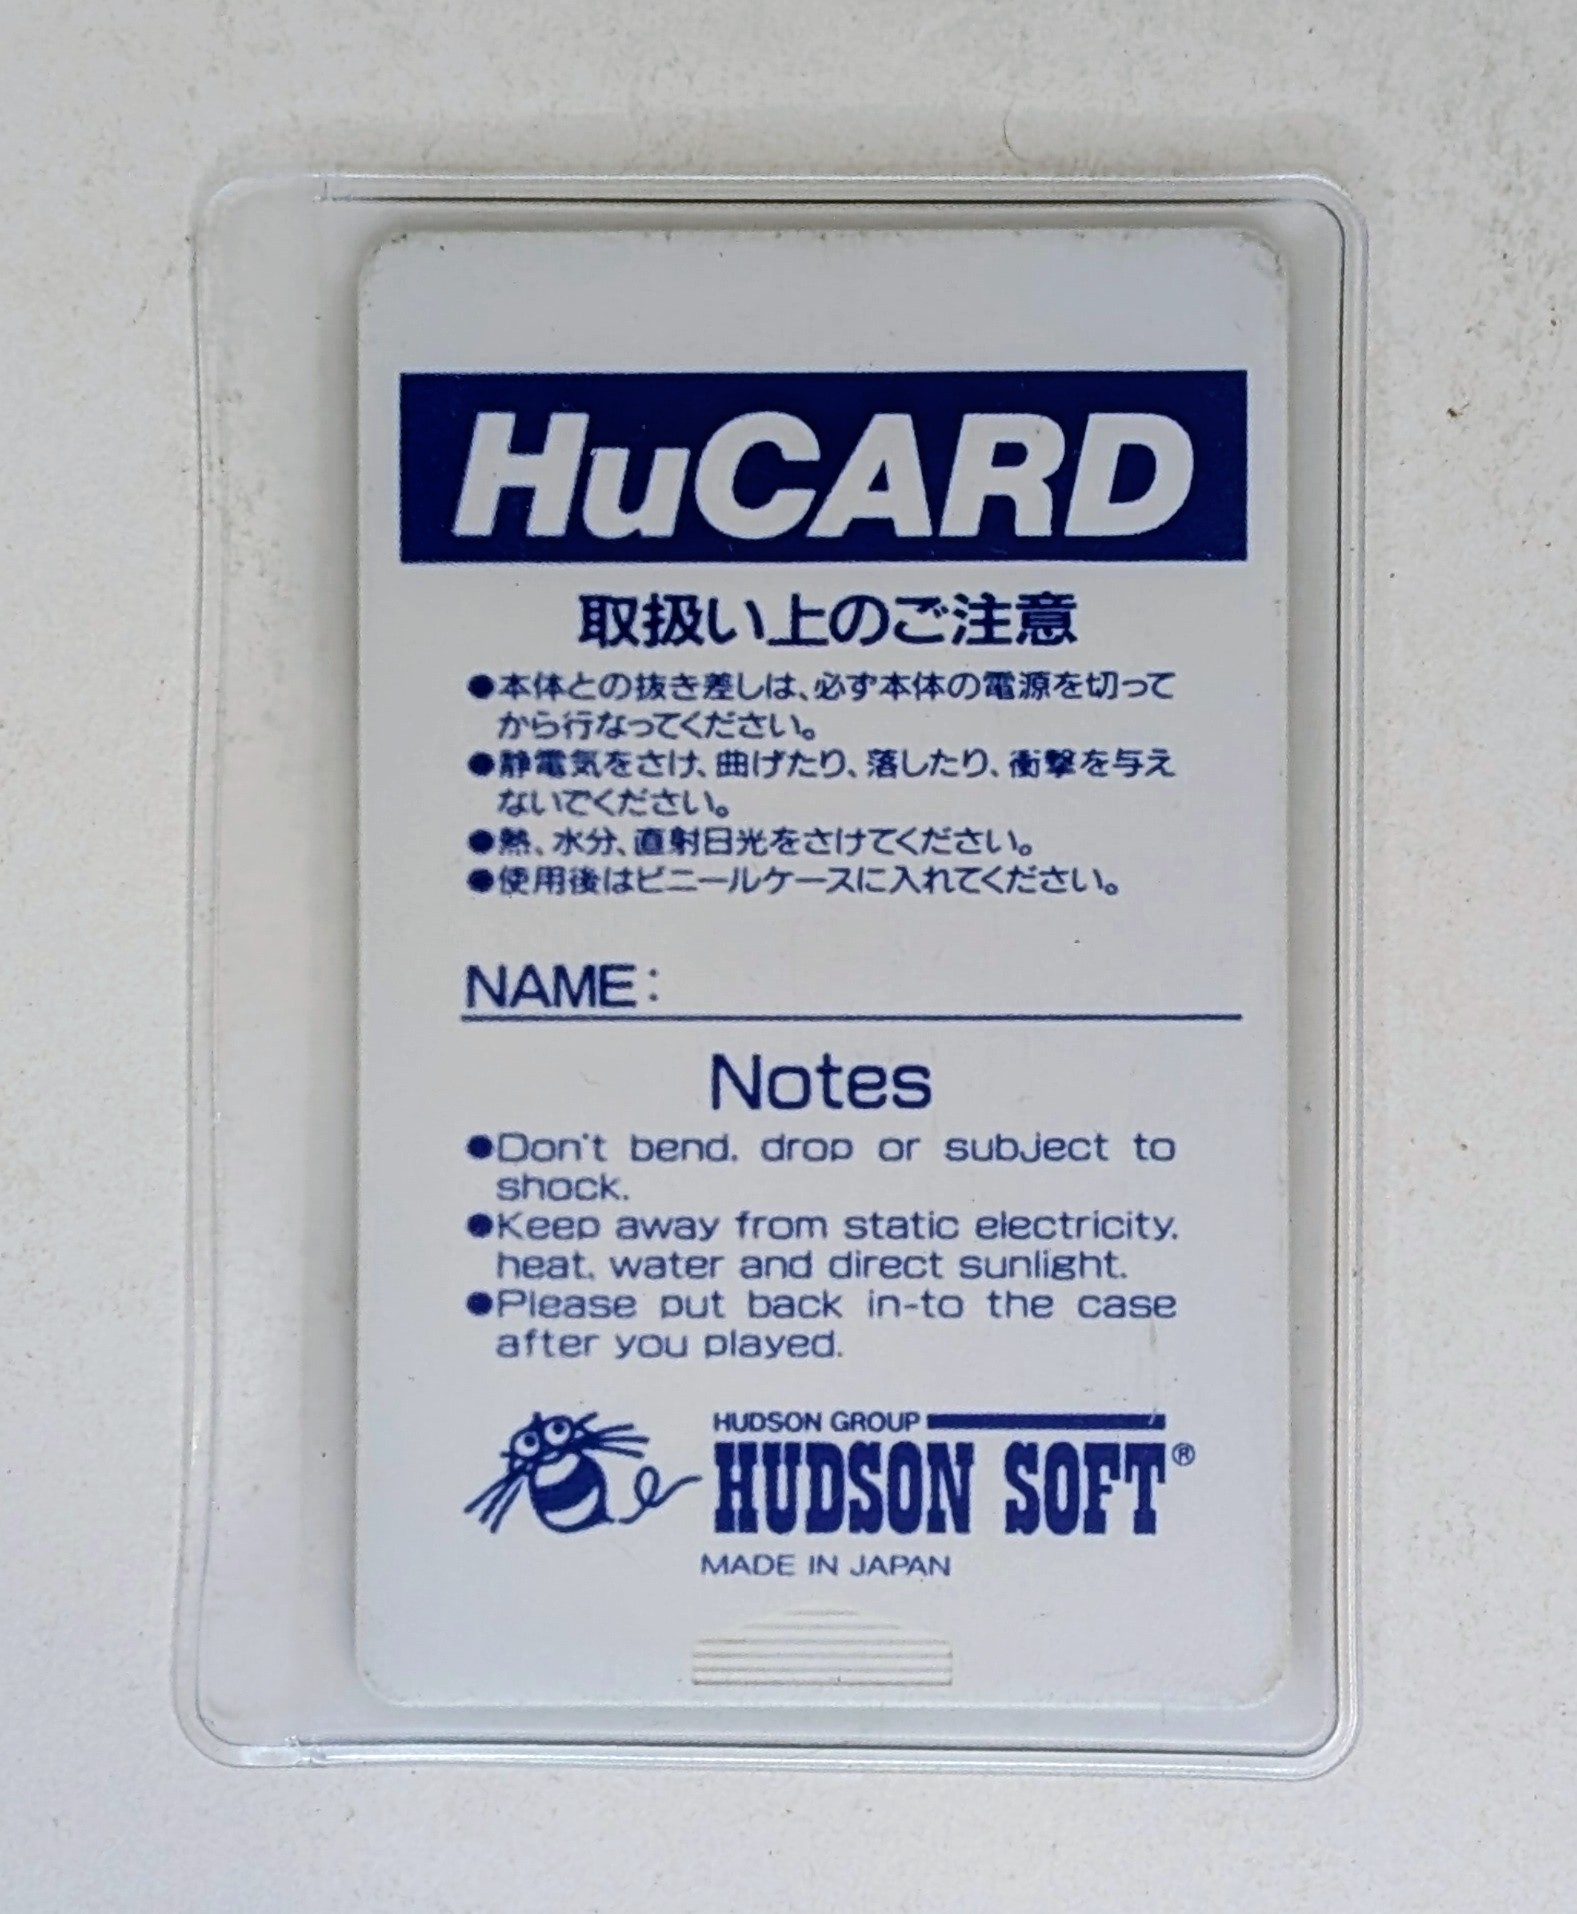 HuCARD
取扱い上のご注意
●本体との抜き差しは、必ず本体の電源を切って
から行なってください。
●静電気をさけ、曲げたり、落したり、衝撃を与え
ないでください。
●熱、水分、直射日光をさけてください。
●使用後はビニールケースに入れてください。
NAME:
Notes
●Don't bend, drop or subject to
shock.
●Keep away from static electricity,
heat, water and direct sunlight.
●Please put back in-to the case
after you played.
HUDSON GROUP
HUDSON SOFT®
MADE IN JAPAN